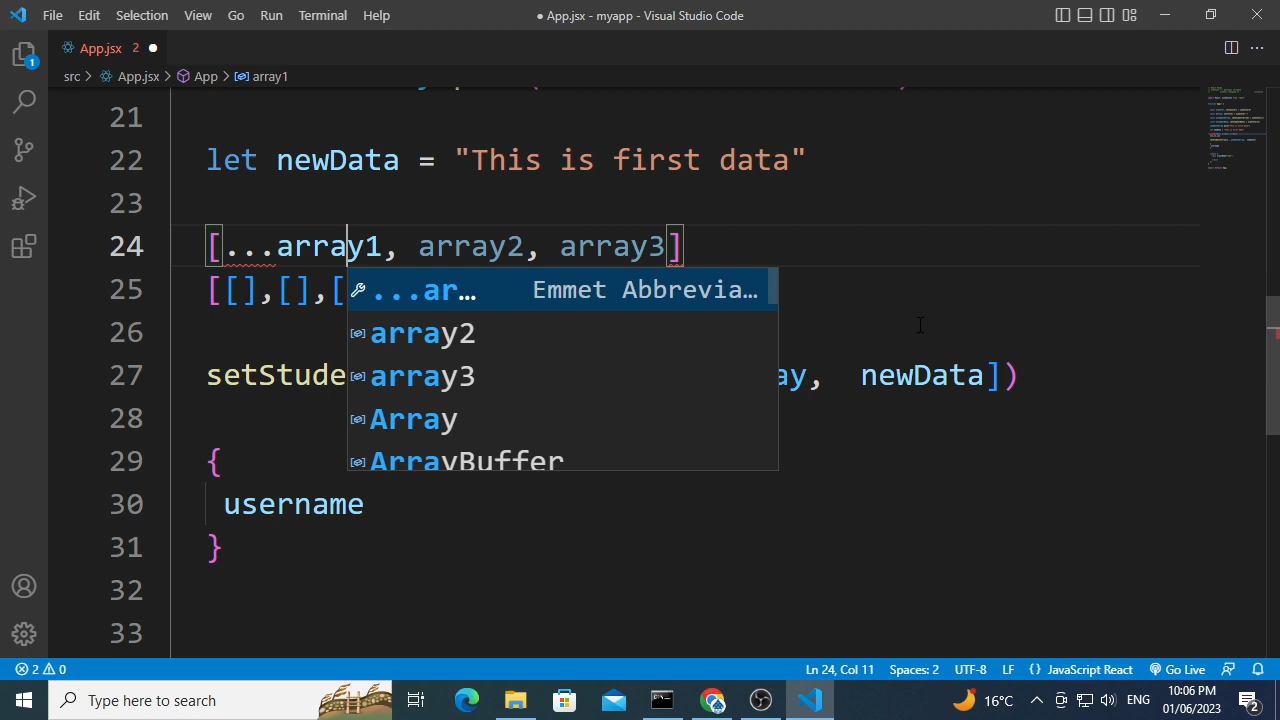 File Edit Selection View Go Run Terminal Help
● App.jsx - myapp - Visual Studio Code
App.jsx 2
src > App.jsx > App > array1
1
21
22 let newData = "This is first data"
23
24 [...array1, array2, array3]
25 [[],[],[
...ar… Emmet Abbrevia…
26
array2
27 setStude ay, newData])
array3
28
Array
29 {
ArrayBuffer
30 username
31 }
32
33
2 0
Ln 24, Col 11 Spaces: 2 UTF-8 LF {} JavaScript React Go Live
Type here to search
16°C ENG
10:06 PM
01/06/2023
2